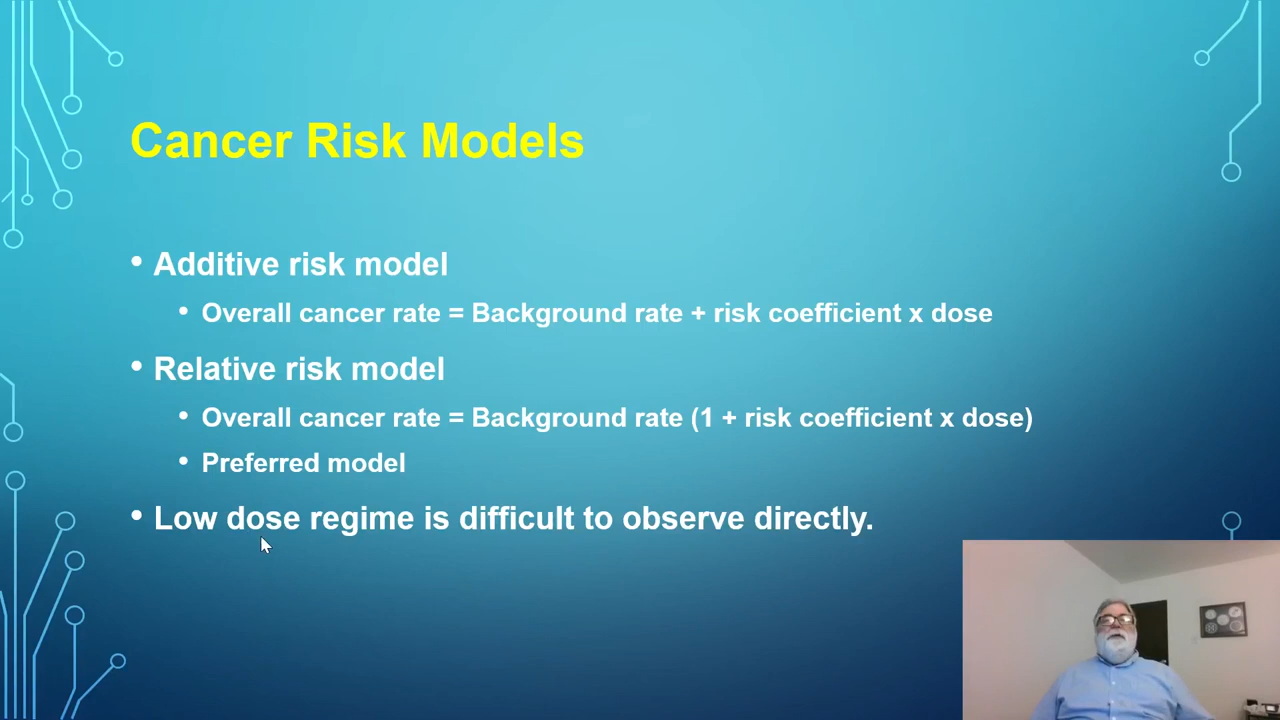 Cancer Risk Models
• Additive risk model
• Overall cancer rate = Background rate + risk coefficient x dose
• Relative risk model
• Overall cancer rate = Background rate (1 + risk coefficient x dose)
• Preferred model
• Low dose regime is difficult to observe directly.